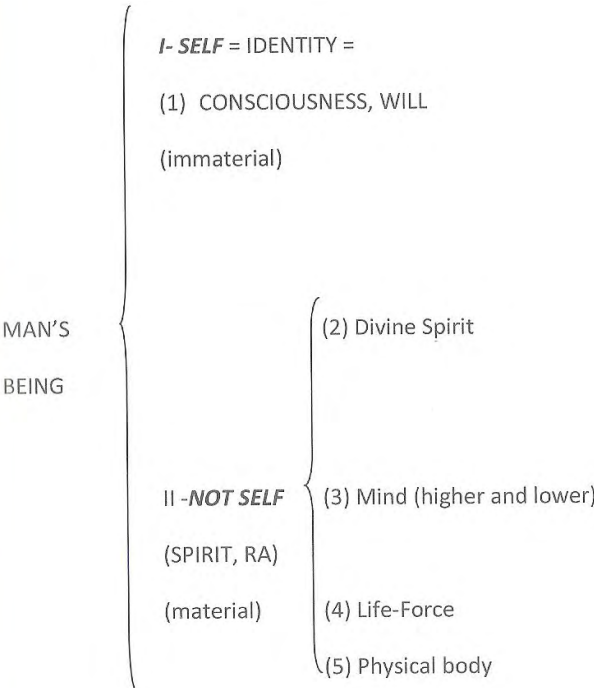 I- SELF = IDENTITY =
(1) CONSCIOUSNESS, WILL
(immaterial)
MAN'S
BEING
(2) Divine Spirit
II -NOT SELF
(SPIRIT, RA)
(material)
(3) Mind (higher and lower)
(4) Life-Force
(5) Physical body